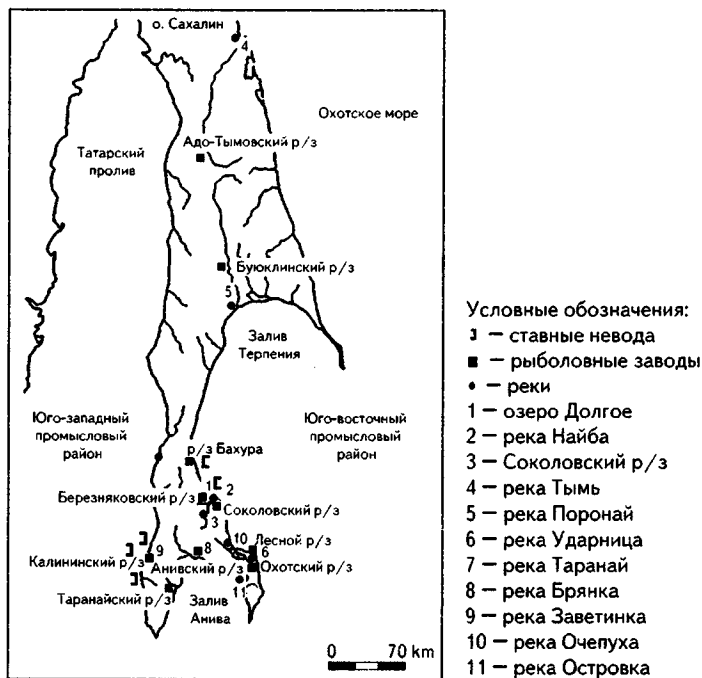 о. Сахалин
4
Охотское море
Адо-Тымовский р/з
Татарский
пролив
Буюклинский р/з
5
Залив
Терпения
Юго-западный
промысловый
район
Юго-восточный
промысловый
район
р/з Бахура
1
2
Березняковский р/з
Соколовский р/з
3
10
Лесной р/з
9
8
6
Калининский р/з
Анивский р/з
Охотский р/з
11
Таранайский р/з
Залив
Анива
0 70 km
Условные обозначения:
— ставные невода
— рыболовные заводы
— реки
1 — озеро Долгое
2 — река Найба
3 — Соколовский р/з
4 — река Тымь
5 — река Поронай
6 — река Ударница
7 — река Таранай
8 — река Брянка
9 — река Заветинка
10 — река Очепуха
11 — река Островка